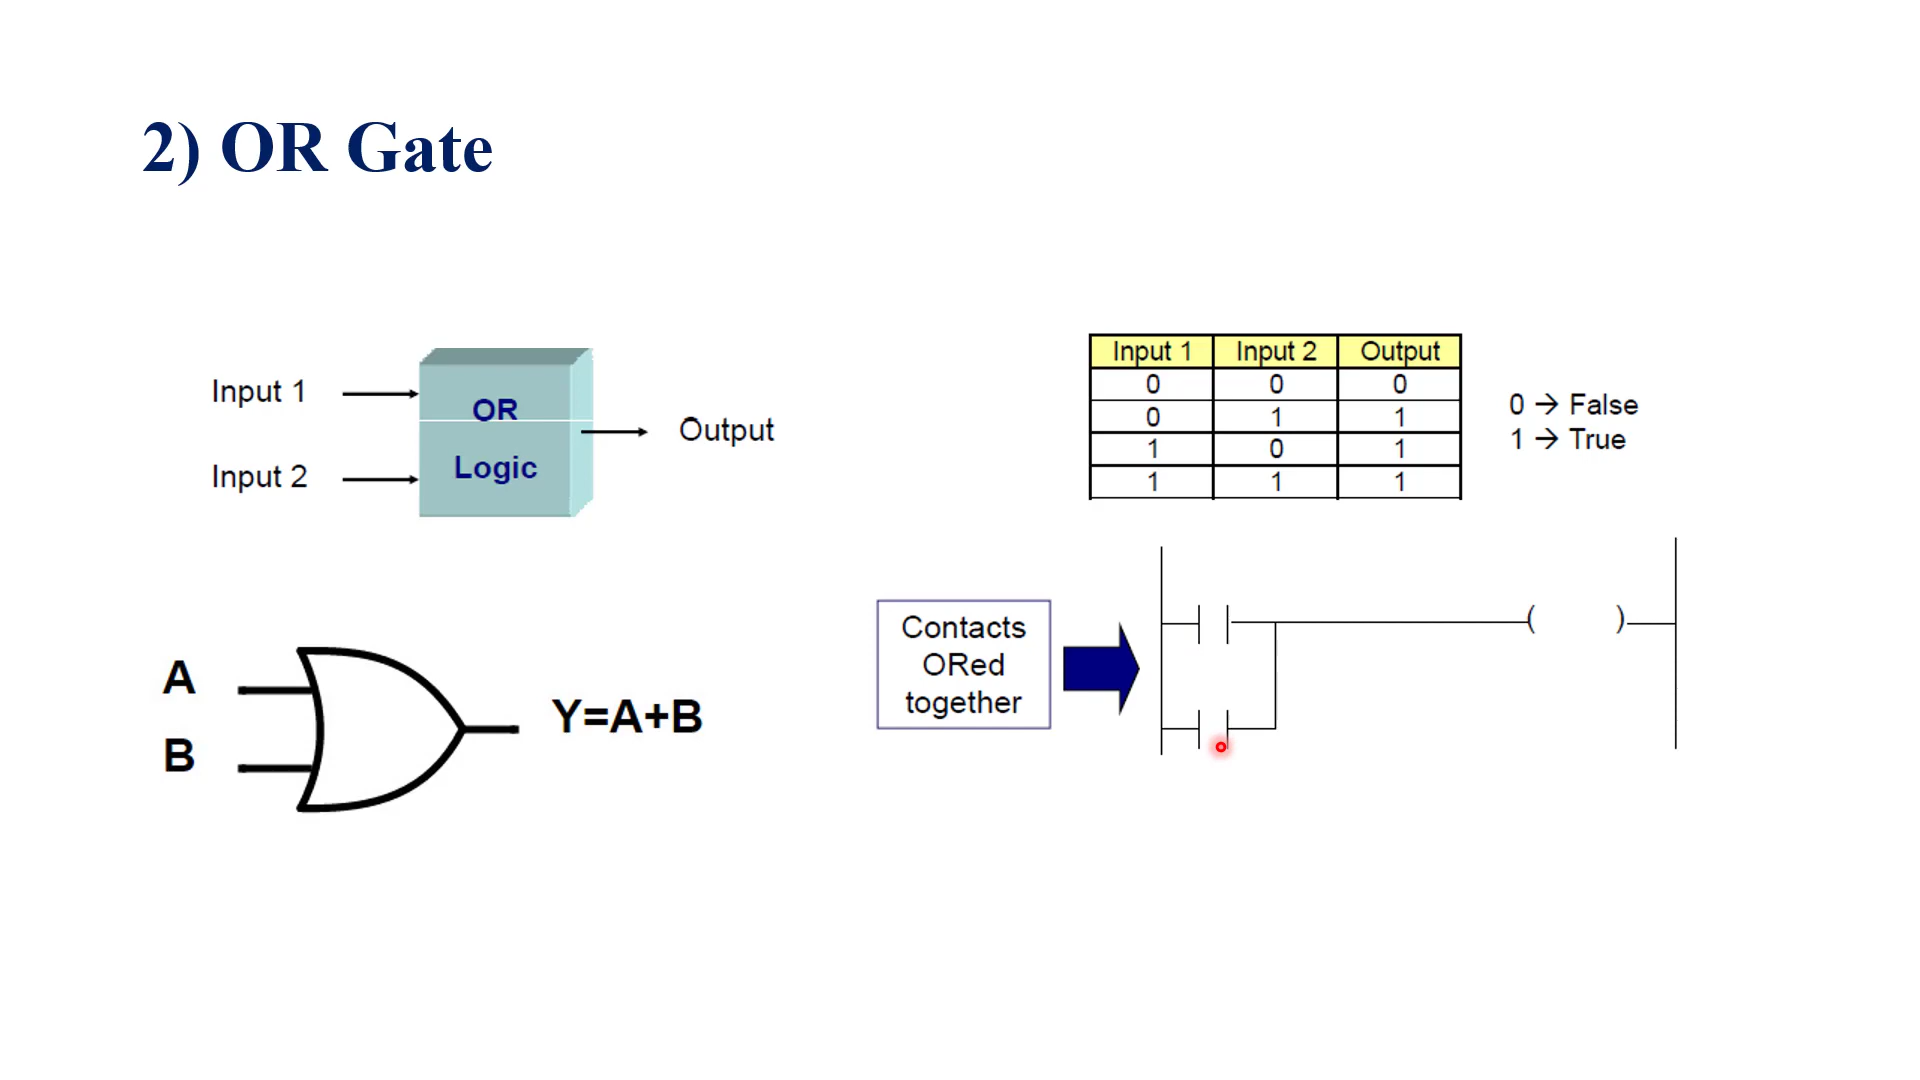 2) OR Gate
Input 1
OR
Output
Input 2
Logic
Input 1 Input 2 Output
0 0 0
0 1 1
1 0 1
1 1 1
0 → False
1 → True
A
B
Y=A+B
Contacts
ORed
together
( )